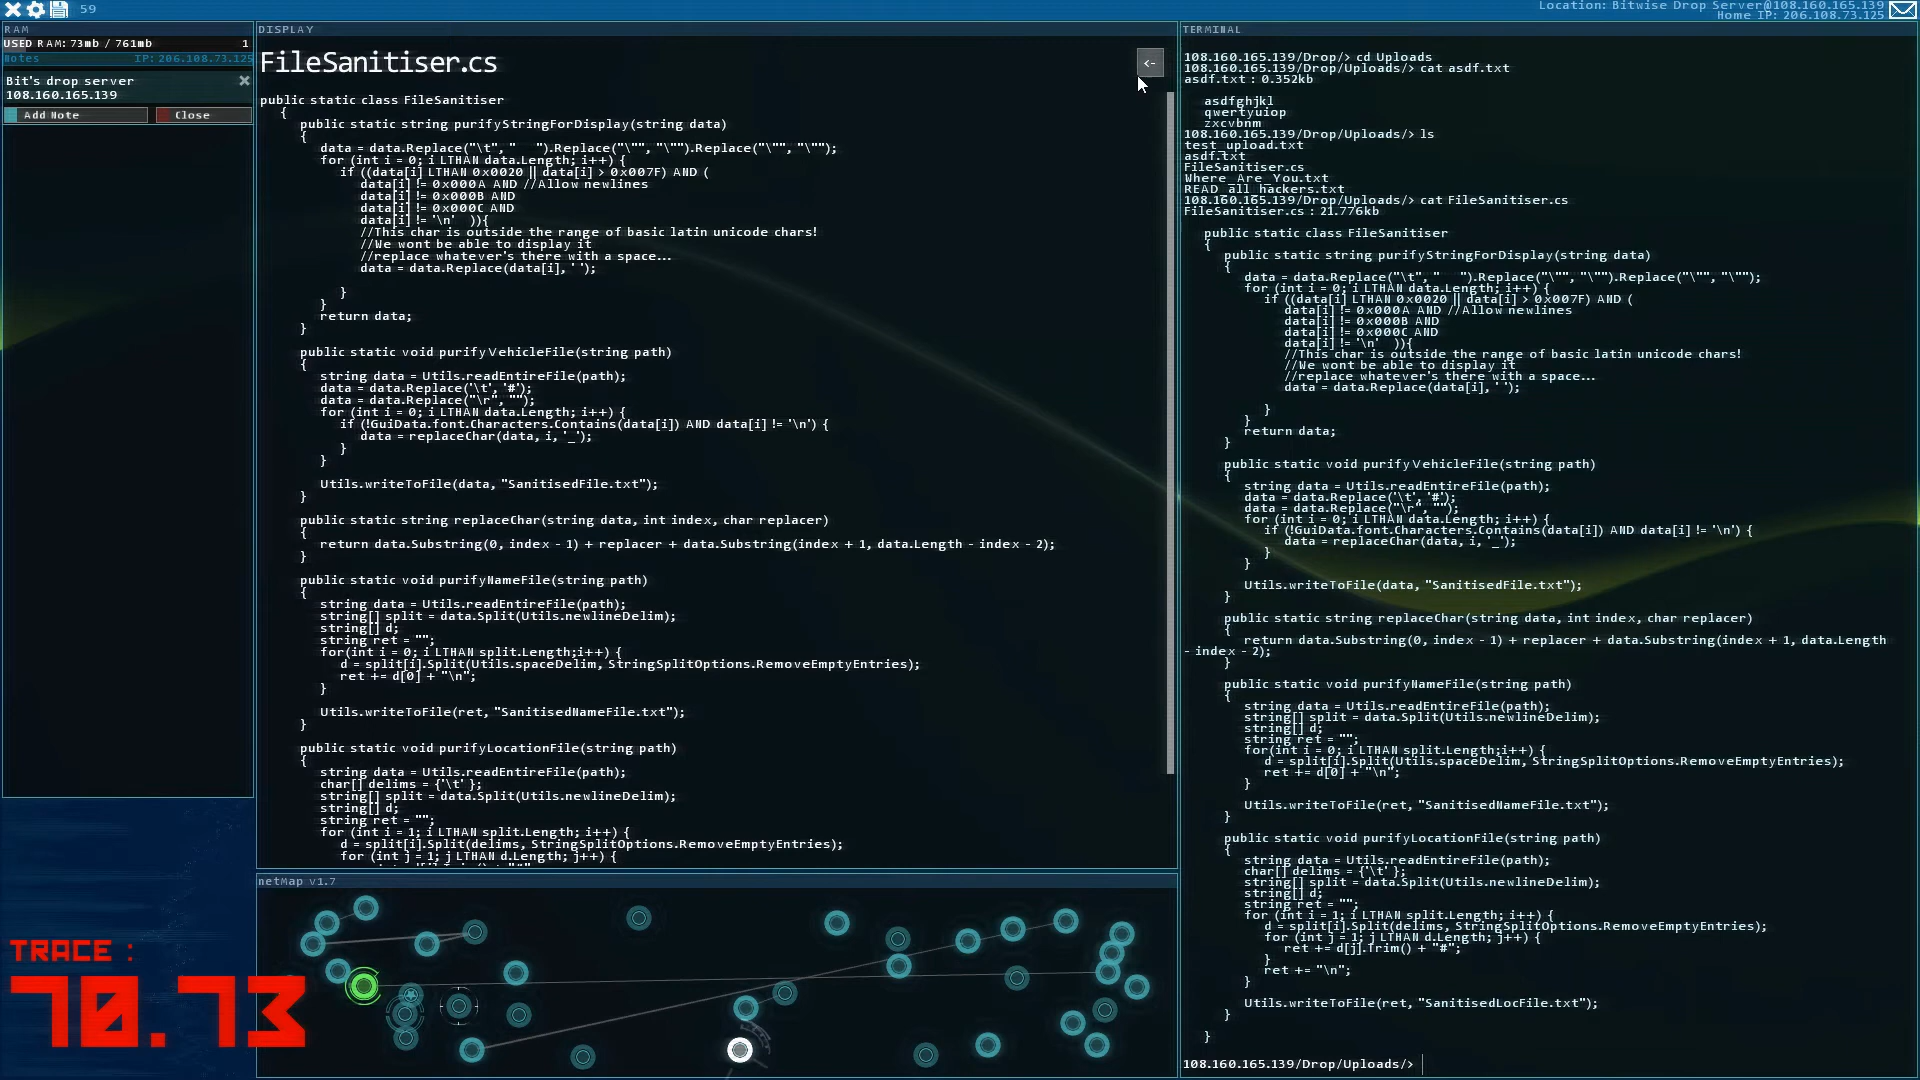 59
Location: Bitwise Drop Server@108.160.165.139
Home IP: 206.108.73.125
RAM
USED RAM: 73mb / 761mb 1
Notes IP: 206.108.73.125
Bit's drop server
108.160.165.139
Add Note Close
TRACE :
70.73
DISPLAY
FileSanitiser.cs
<-
public static class FileSanitiser
{
public static string purifyStringForDisplay(string data)
{
data = data.Replace("\t", "    ").Replace("\"", "\"").Replace("\"", "\"");
for (int i = 0; i LTHAN data.Length; i++) {
if ((data[i] LTHAN 0x0020 || data[i] > 0x007F) AND (
data[i] != 0x000A AND //Allow newlines
data[i] != 0x000B AND
data[i] != 0x000C AND
data[i] != '\n'  )){
//This char is outside the range of basic latin unicode chars!
//We wont be able to display it
//replace whatever's there with a space...
data = data.Replace(data[i], ' ');
}
}
return data;
}
public static void purifyVehicleFile(string path)
{
string data = Utils.readEntireFile(path);
data = data.Replace('\t', '#');
data = data.Replace("\r", "");
for (int i = 0; i LTHAN data.Length; i++) {
if (!GuiData.font.Characters.Contains(data[i]) AND data[i] != '\n') {
data = replaceChar(data, i, '_');
}
}
Utils.writeToFile(data, "SanitisedFile.txt");
}
public static string replaceChar(string data, int index, char replacer)
{
return data.Substring(0, index - 1) + replacer + data.Substring(index + 1, data.Length - index - 2);
}
public static void purifyNameFile(string path)
{
string data = Utils.readEntireFile(path);
string[] split = data.Split(Utils.newlineDelim);
string[] d;
string ret = "";
for(int i = 0; i LTHAN split.Length;i++) {
d = split[i].Split(Utils.spaceDelim, StringSplitOptions.RemoveEmptyEntries);
ret += d[0] + "\n";
}
Utils.writeToFile(ret, "SanitisedNameFile.txt");
}
public static void purifyLocationFile(string path)
{
string data = Utils.readEntireFile(path);
char[] delims = {'\t' };
string[] split = data.Split(Utils.newlineDelim);
string[] d;
string ret = "";
for (int i = 1; i LTHAN split.Length; i++) {
d = split[i].Split(delims, StringSplitOptions.RemoveEmptyEntries);
for (int j = 1; j LTHAN d.Length; j++) {
netMap v1.7
TERMINAL
108.160.165.139/Drop/> cd Uploads
108.160.165.139/Drop/Uploads/> cat asdf.txt
asdf.txt : 0.352kb
asdfghjkl
qwertyuiop
zxcvbnm
108.160.165.139/Drop/Uploads/> ls
test_upload.txt
asdf.txt
FileSanitiser.cs
Where_Are_You.txt
READ_all_hackers.txt
108.160.165.139/Drop/Uploads/> cat FileSanitiser.cs
FileSanitiser.cs : 21.776kb
public static class FileSanitiser
{
public static string purifyStringForDisplay(string data)
{
data = data.Replace("\t", "    ").Replace("\"", "\"").Replace("\"", "\"");
for (int i = 0; i LTHAN data.Length; i++) {
if ((data[i] LTHAN 0x0020 || data[i] > 0x007F) AND (
data[i] != 0x000A AND //Allow newlines
data[i] != 0x000B AND
data[i] != 0x000C AND
data[i] != '\n'  )){
//This char is outside the range of basic latin unicode chars!
//We wont be able to display it
//replace whatever's there with a space...
data = data.Replace(data[i], ' ');
}
}
return data;
}
public static void purifyVehicleFile(string path)
{
string data = Utils.readEntireFile(path);
data = data.Replace('\t', '#');
data = data.Replace("\r", "");
for (int i = 0; i LTHAN data.Length; i++) {
if (!GuiData.font.Characters.Contains(data[i]) AND data[i] != '\n') {
data = replaceChar(data, i, '_');
}
}
Utils.writeToFile(data, "SanitisedFile.txt");
}
public static string replaceChar(string data, int index, char replacer)
{
return data.Substring(0, index - 1) + replacer + data.Substring(index + 1, data.Length
- index - 2);
}
public static void purifyNameFile(string path)
{
string data = Utils.readEntireFile(path);
string[] split = data.Split(Utils.newlineDelim);
string[] d;
string ret = "";
for(int i = 0; i LTHAN split.Length;i++) {
d = split[i].Split(Utils.spaceDelim, StringSplitOptions.RemoveEmptyEntries);
ret += d[0] + "\n";
}
Utils.writeToFile(ret, "SanitisedNameFile.txt");
}
public static void purifyLocationFile(string path)
{
string data = Utils.readEntireFile(path);
char[] delims = {'\t' };
string[] split = data.Split(Utils.newlineDelim);
string[] d;
string ret = "";
for (int i = 1; i LTHAN split.Length; i++) {
d = split[i].Split(delims, StringSplitOptions.RemoveEmptyEntries);
for (int j = 1; j LTHAN d.Length; j++) {
ret += d[j].Trim() + "#";
}
ret += "\n";
}
Utils.writeToFile(ret, "SanitisedLocFile.txt");
}
}
108.160.165.139/Drop/Uploads/>